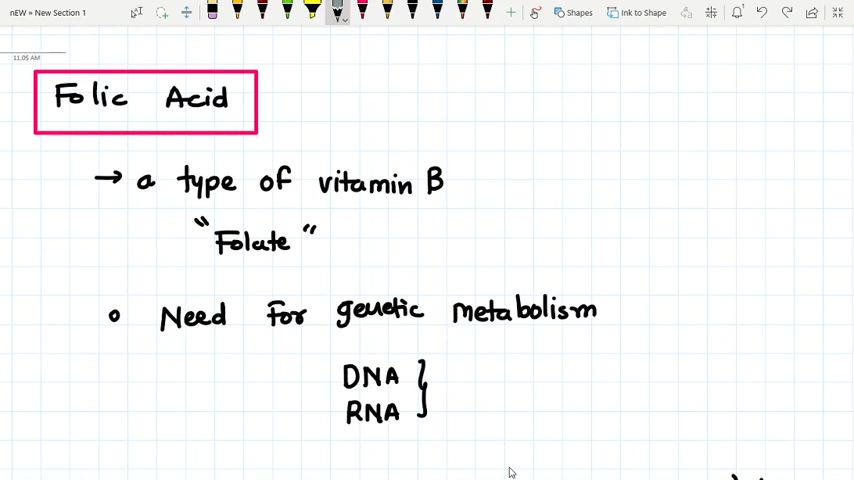 nEW » New Section 1
Shapes
Ink to Shape
11.05 AM
Folic Acid
→ a type of vitamin B
"Folate"
o Need for genetic metabolism
DNA
RNA